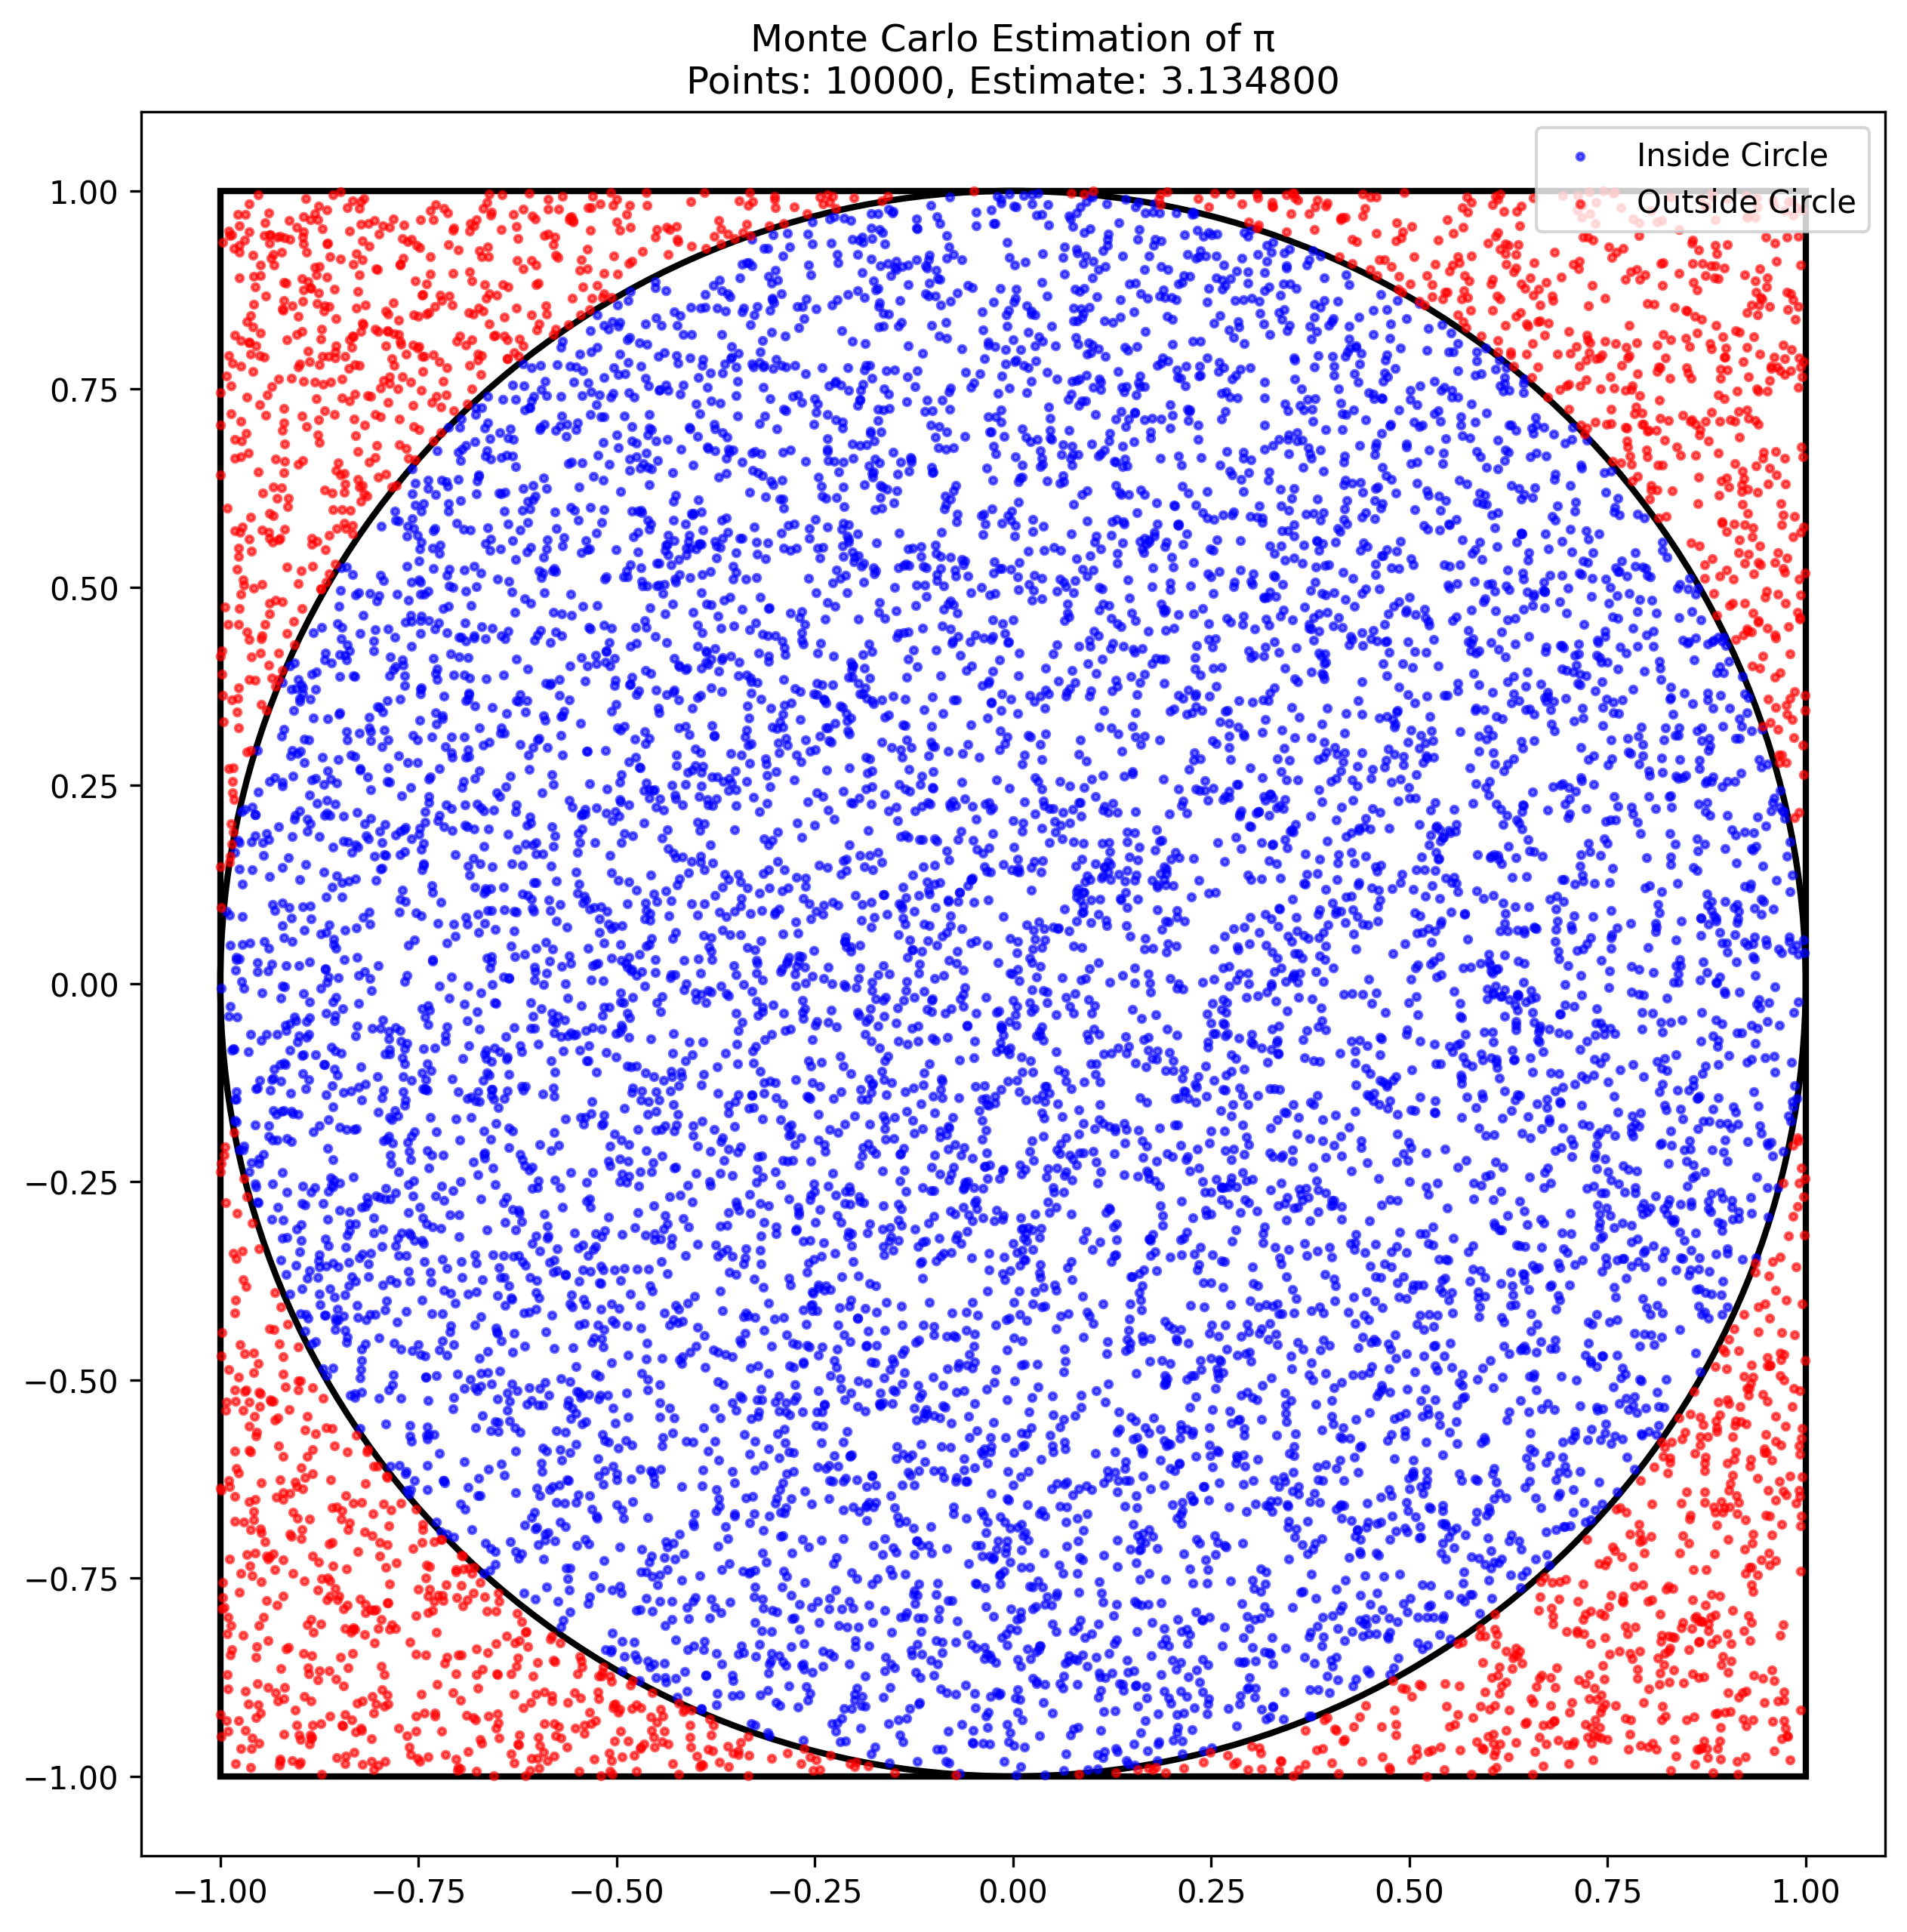 Monte Carlo Estimation of π
Points: 10000, Estimate: 3.134800
Inside Circle
Outside Circle
1.00
0.75
0.50
0.25
0.00
−0.25
−0.50
−0.75
−1.00
−1.00 −0.75 −0.50 −0.25 0.00 0.25 0.50 0.75 1.00